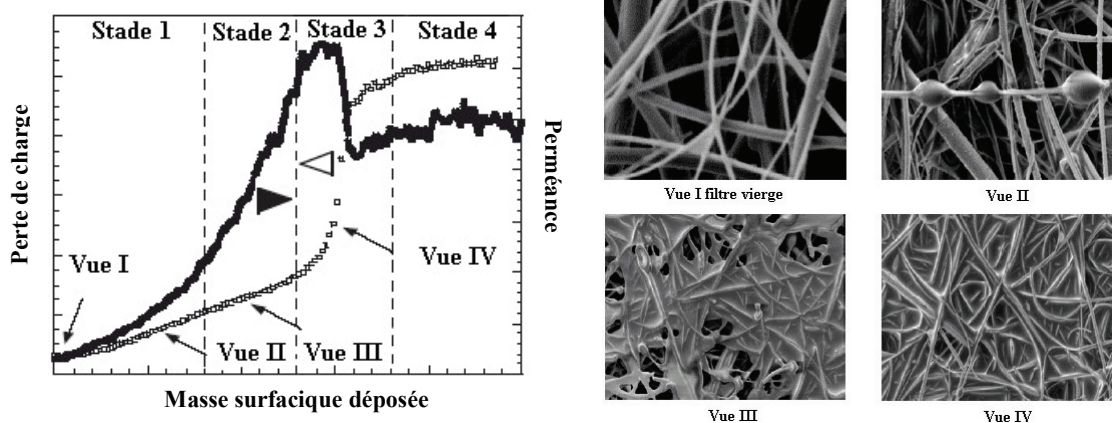 Stade 1
Stade 2
Stade 3
Stade 4
Perte de charge
Perméance
Vue I
Vue II
Vue III
Vue IV
Masse surfacique déposée
Vue I filtre vierge
Vue II
Vue III
Vue IV